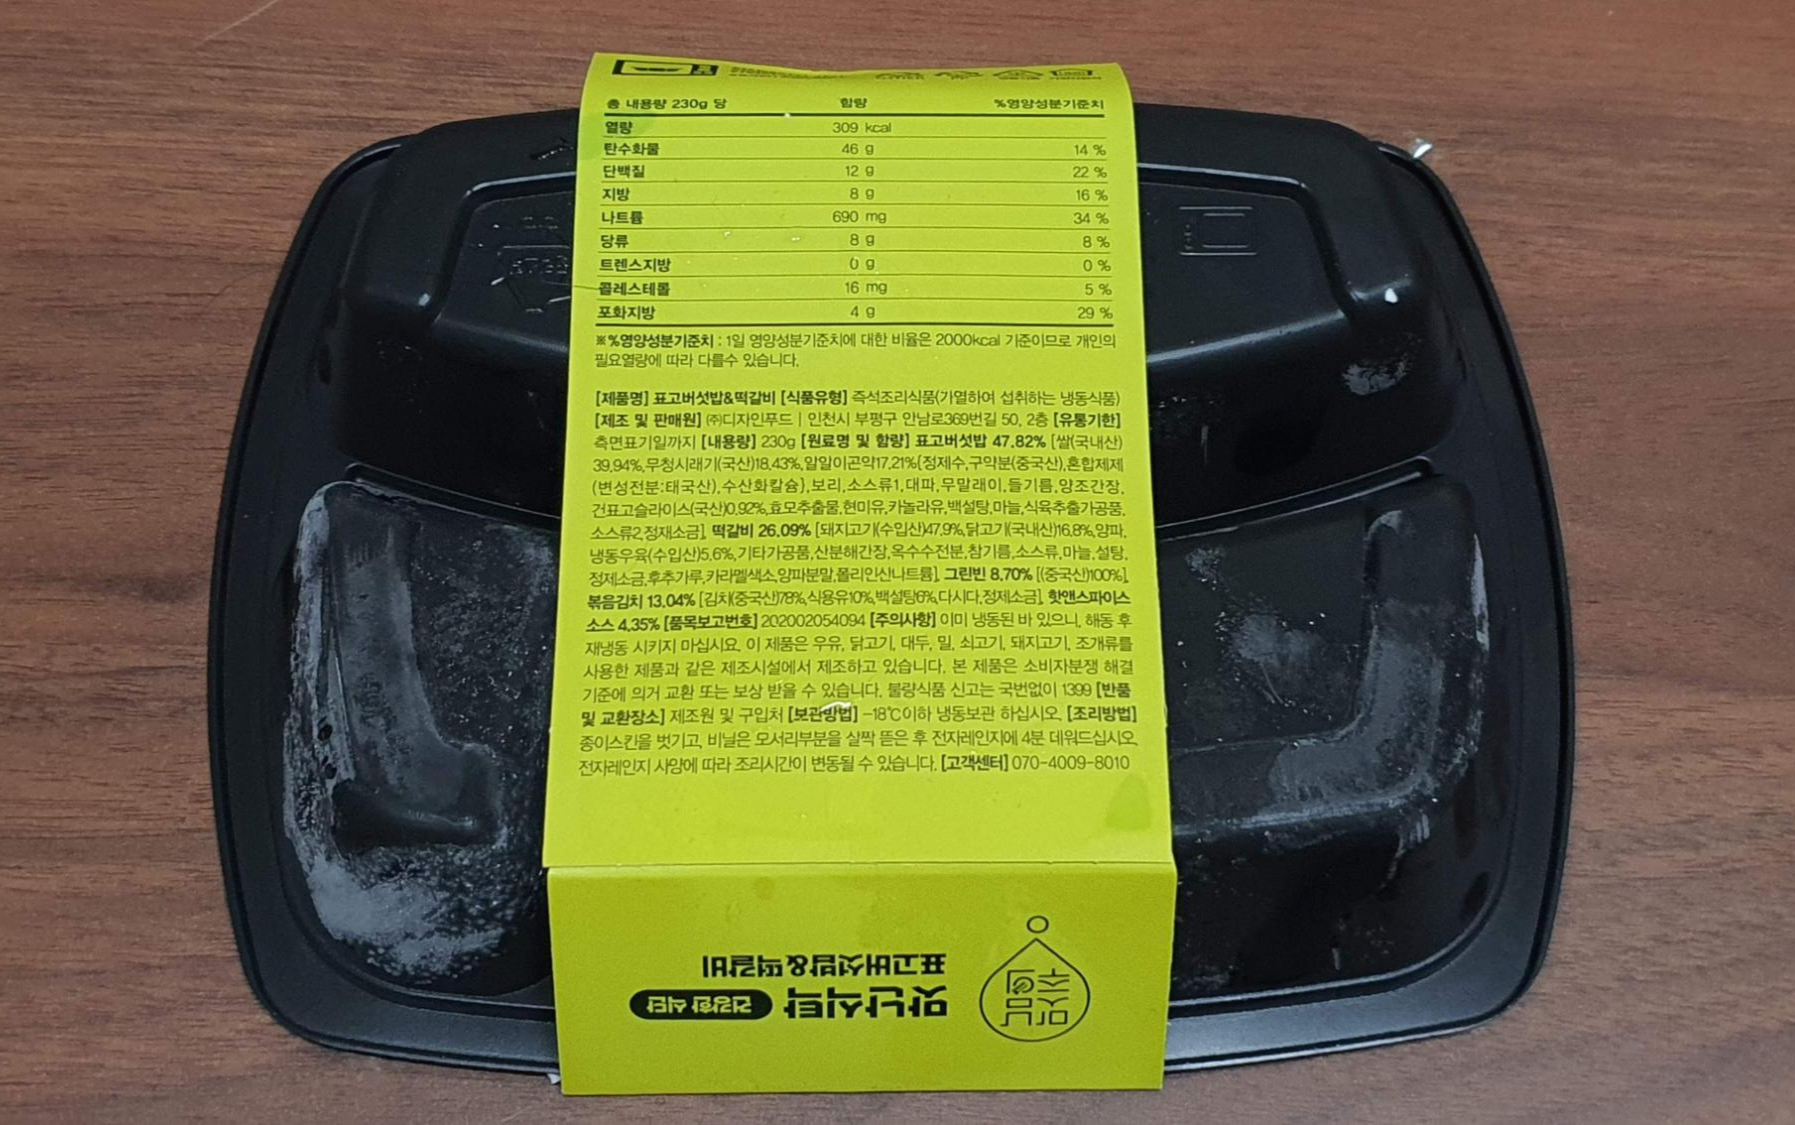 총 내용량 230g 당 함량 %영양성분기준치
열량 309 kcal
탄수화물 46 g 14 %
단백질 12 g 22 %
지방 8 g 16 %
나트륨 690 mg 34 %
당류 8 g 8 %
트렌스지방 0 g 0 %
콜레스테롤 16 mg 5 %
포화지방 4 g 29 %
※%영양성분기준치 : 1일 영양성분기준치에 대한 비율은 2000kcal 기준이므로 개인의
필요열량에 따라 다를수 있습니다.
[제품명] 표고버섯밥&떡갈비 [식품유형] 즉석조리식품(가열하여 섭취하는 냉동식품)
[제조 및 판매원] ㈜디자인푸드 | 인천시 부평구 안남로369번길 50, 2층 [유통기한]
측면표기일까지 [내용량] 230g [원료명 및 함량] 표고버섯밥 47.82% [쌀(국내산)
39.94%,무청시래기(국산)18.43%,알알이곤약17.21%{정제수,구약분(중국산),혼합제제
(변성전분:태국산),수산화칼슘},보리,소스류1,대파,무말래이,들기름,양조간장,
건표고슬라이스(국산)0.92%,효모추출물,현미유,카놀라유,백설탕,마늘,식육추출가공품,
소스류2,정재소금], 떡갈비 26.09% [돼지고기(수입산)47.9%,닭고기(국내산)16.8%,양파,
냉동우육(수입산)5.6%,기타가공품,산분해간장,옥수수전분,참기름,소스류,마늘,설탕,
정제소금,후추가루,카라멜색소,양파분말,폴리인산나트륨], 그린빈 8.70% [(중국산)100%],
볶음김치 13.04% [김치(중국산)78%,식용유10%,백설탕6%,다시다,정제소금], 핫앤스파이스
소스 4.35% [품목보고번호] 202002054094 [주의사항] 이미 냉동된 바 있으니, 해동 후
재냉동 시키지 마십시요. 이 제품은 우유, 닭고기, 대두, 밀, 쇠고기, 돼지고기, 조개류를
사용한 제품과 같은 제조시설에서 제조하고 있습니다. 본 제품은 소비자분쟁 해결
기준에 의거 교환 또는 보상 받을 수 있습니다. 불량식품 신고는 국번없이 1399 [반품
및 교환장소] 제조원 및 구입처 [보관방법] -18℃이하 냉동보관 하십시오. [조리방법]
종이스킨을 벗기고, 비닐은 모서리부분을 살짝 뜯은 후 전자레인지에 4분 데워드십시오.
전자레인지 사양에 따라 조리시간이 변동될 수 있습니다. [고객센터] 070-4009-8010
맛난식탁 건강한 식단
표고버섯밥&떡갈비